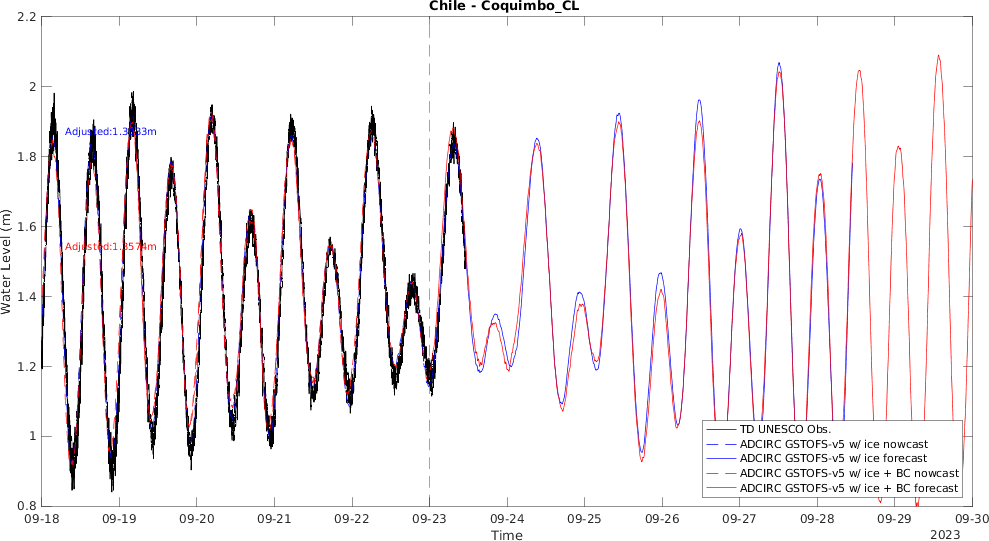 Chile - Coquimbo_CL
2.2
2
1.8
1.6
1.4
1.2
1
0.8
Water Level (m)
Adjusted:
Adjusted:1.3574m
TD UNESCO Obs.
ADCIRC GSTOFS-v5 w/ ice nowcast
ADCIRC GSTOFS-v5 w/ ice forecast
ADCIRC GSTOFS-v5 w/ ice + BC nowcast
ADCIRC GSTOFS-v5 w/ ice + BC forecast
09-18 09-19 09-20 09-21 09-22 09-23 09-24 09-25 09-26 09-27 09-28 09-29 09-30
Time
2023